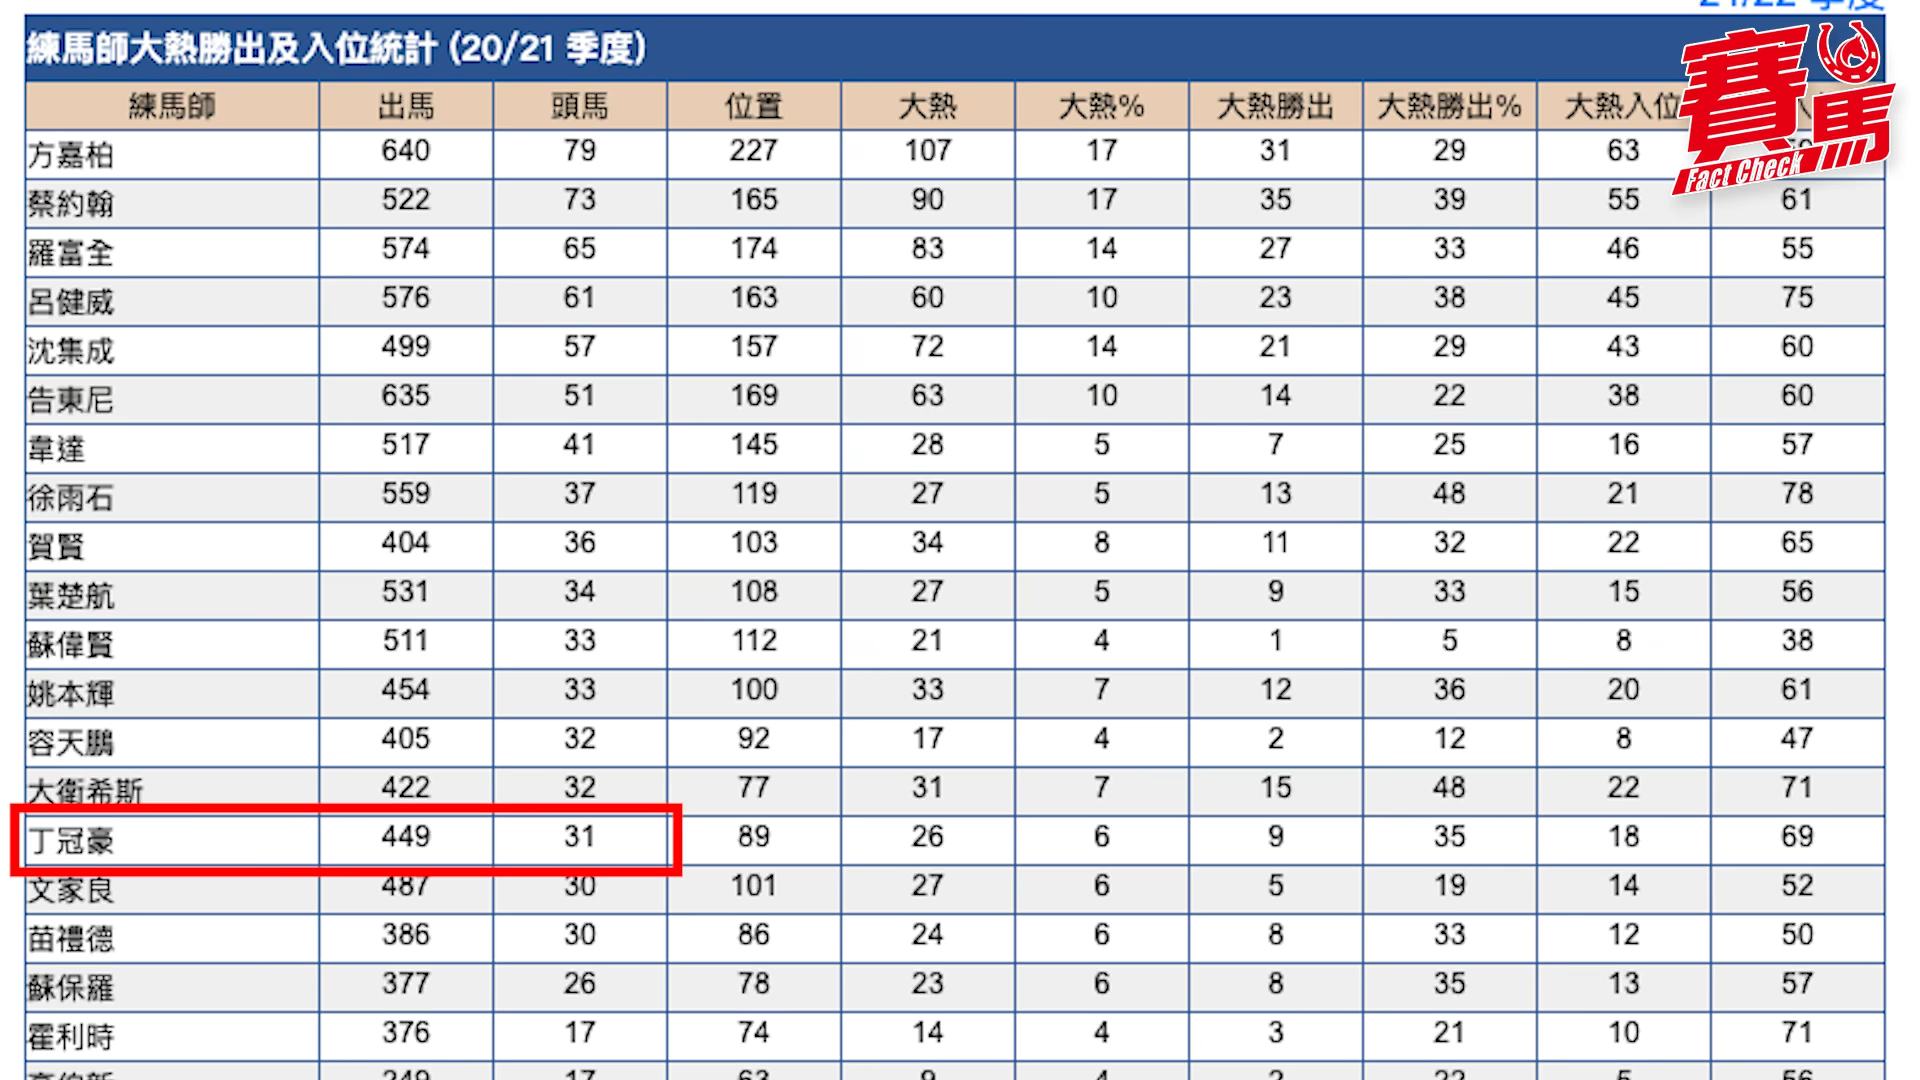 21/22 季度
練馬師大熱勝出及入位統計 (20/21 季度)
賽馬
Fact Check
練馬師 出馬 頭馬 位置 大熱 大熱% 大熱勝出 大熱勝出% 大熱入位
方嘉柏 640 79 227 107 17 31 29 63
蔡約翰 522 73 165 90 17 35 39 55 61
羅富全 574 65 174 83 14 27 33 46 55
呂健威 576 61 163 60 10 23 38 45 75
沈集成 499 57 157 72 14 21 29 43 60
告東尼 635 51 169 63 10 14 22 38 60
韋達 517 41 145 28 5 7 25 16 57
徐雨石 559 37 119 27 5 13 48 21 78
賀賢 404 36 103 34 8 11 32 22 65
葉楚航 531 34 108 27 5 9 33 15 56
蘇偉賢 511 33 112 21 4 1 5 8 38
姚本輝 454 33 100 33 7 12 36 20 61
容天鵬 405 32 92 17 4 2 12 8 47
大衛希斯 422 32 77 31 7 15 48 22 71
丁冠豪 449 31 89 26 6 9 35 18 69
文家良 487 30 101 27 6 5 19 14 52
苗禮德 386 30 86 24 6 8 33 12 50
蘇保羅 377 26 78 23 6 8 35 13 57
霍利時 376 17 74 14 4 3 21 10 71
249 17 63 9 4 2 22 5 56